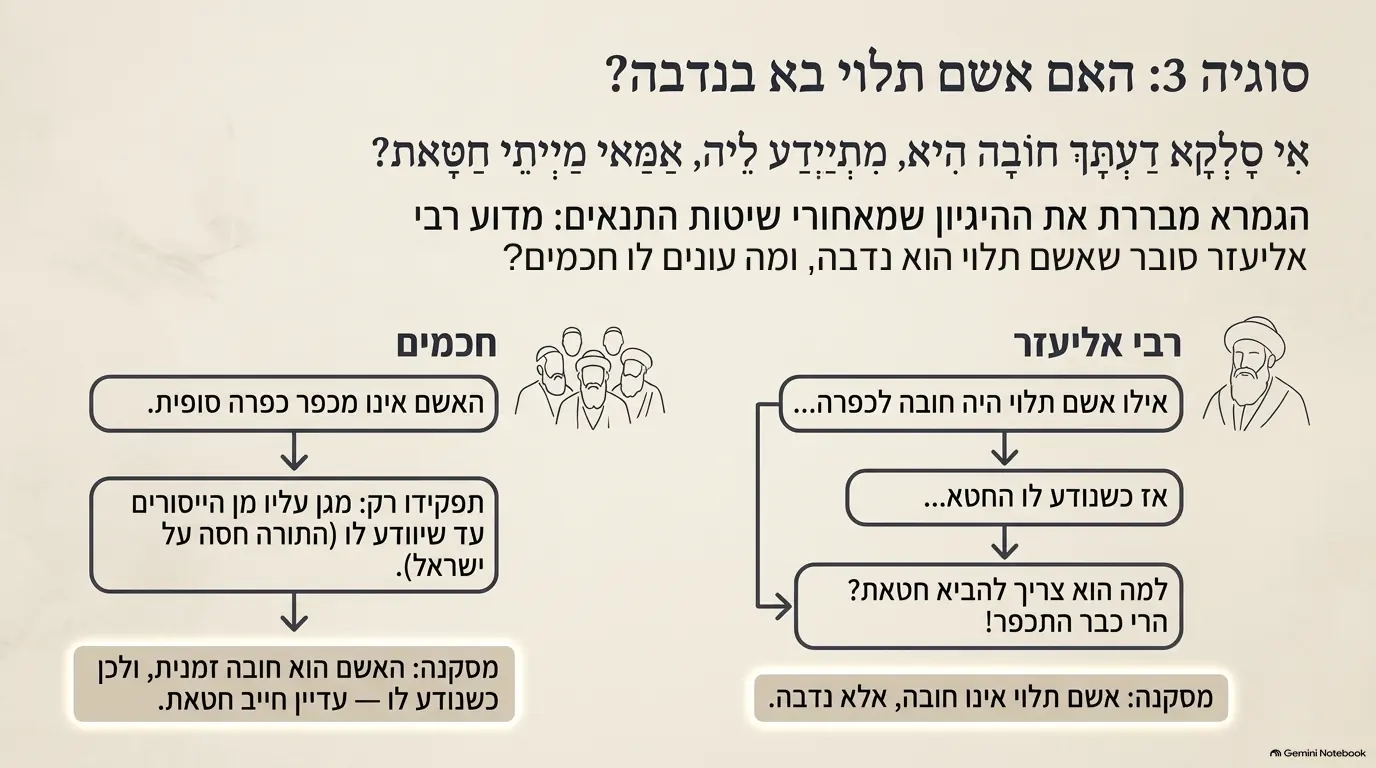 סוגיה 3: האם אשם תלוי בא בנדבה?
אִי סָלְקָא דַעְתָּךְ חוֹבָה הִיא, מִתְיַיְדַע לֵיה, אַמַּאי מַיְיתֵי חַטָּאת?
הגמרא מבררת את ההיגיון שמאחורי שיטות התנאים: מדוע רבי
אליעזר סובר שאשם תלוי הוא נדבה, ומה עונים לו חכמים?
רבי אליעזר
אילו אשם תלוי היה חובה לכפרה...
אז כשנודע לו החטא...
למה הוא צריך להביא חטאת?
הרי כבר התכפר!
מסקנה: אשם תלוי אינו חובה, אלא נדבה.
חכמים
האשם אינו מכפר כפרה סופית.
תפקידו רק: מגן עליו מן הייסורים
עד שיוודע לו (התורה חסה על
ישראל).
מסקנה: האשם הוא חובה זמנית, ולכן
כשנודע לו — עדיין חייב חטאת.
Gemini Notebook